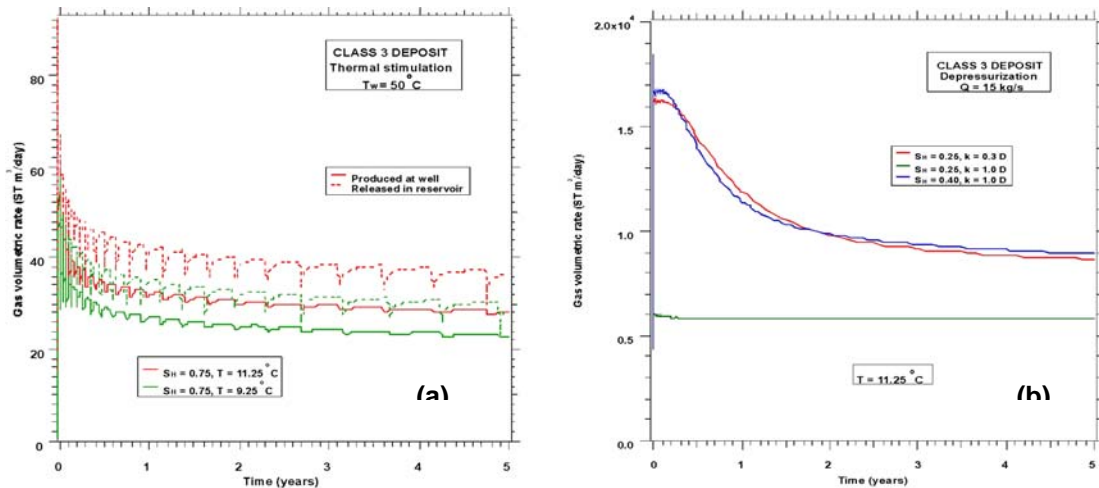 CLASS 3 DEPOSIT
Thermal stimulation
Tw = 50°C
Produced at well
Released in reservoir
SH = 0.75, T = 11.25°C
SH = 0.75, T = 9.25°C
(a)
Gas volumetric rate (ST m³/day)
80
60
40
20
0
0 1 2 3 4 5
Time (years)
CLASS 3 DEPOSIT
Depressurization
Q = 15 kg/s
SH = 0.25, k = 0.3 D
SH = 0.25, k = 1.0 D
SH = 0.40, k = 1.0 D
T = 11.25°C
(b)
Gas volumetric rate (ST m³/day)
2.0×10⁴
1.5
1.0
0.5
0.0
0 1 2 3 4 5
Time (years)